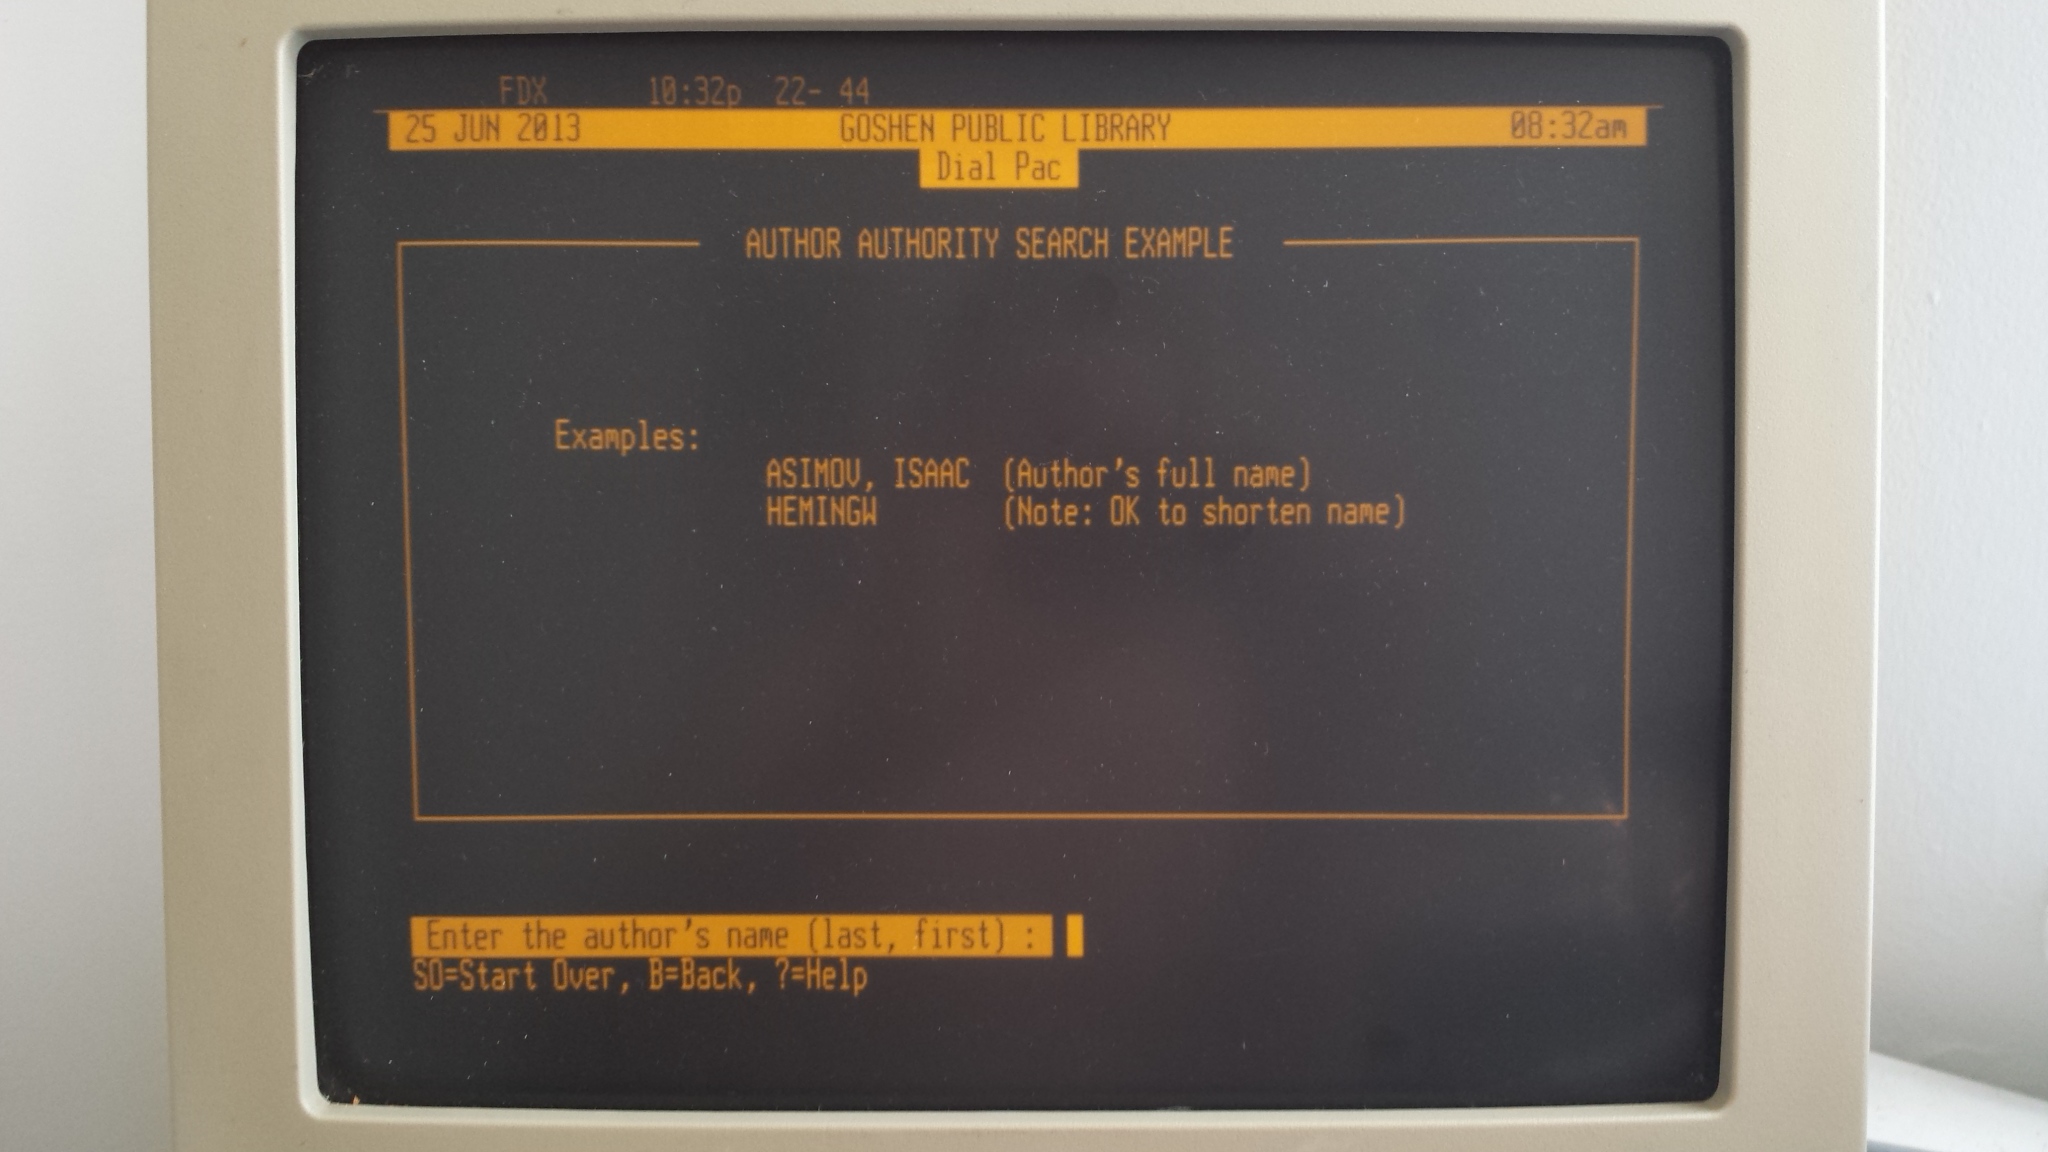 FDX 10:32p 22- 44
25 JUN 2013 GOSHEN PUBLIC LIBRARY 08:32am
Dial Pac
AUTHOR AUTHORITY SEARCH EXAMPLE
Examples:
ASIMOV, ISAAC (Author's full name)
HEMINGW (Note: OK to shorten name)
Enter the author's name (last, first) :
SO=Start Over, B=Back, ?=Help